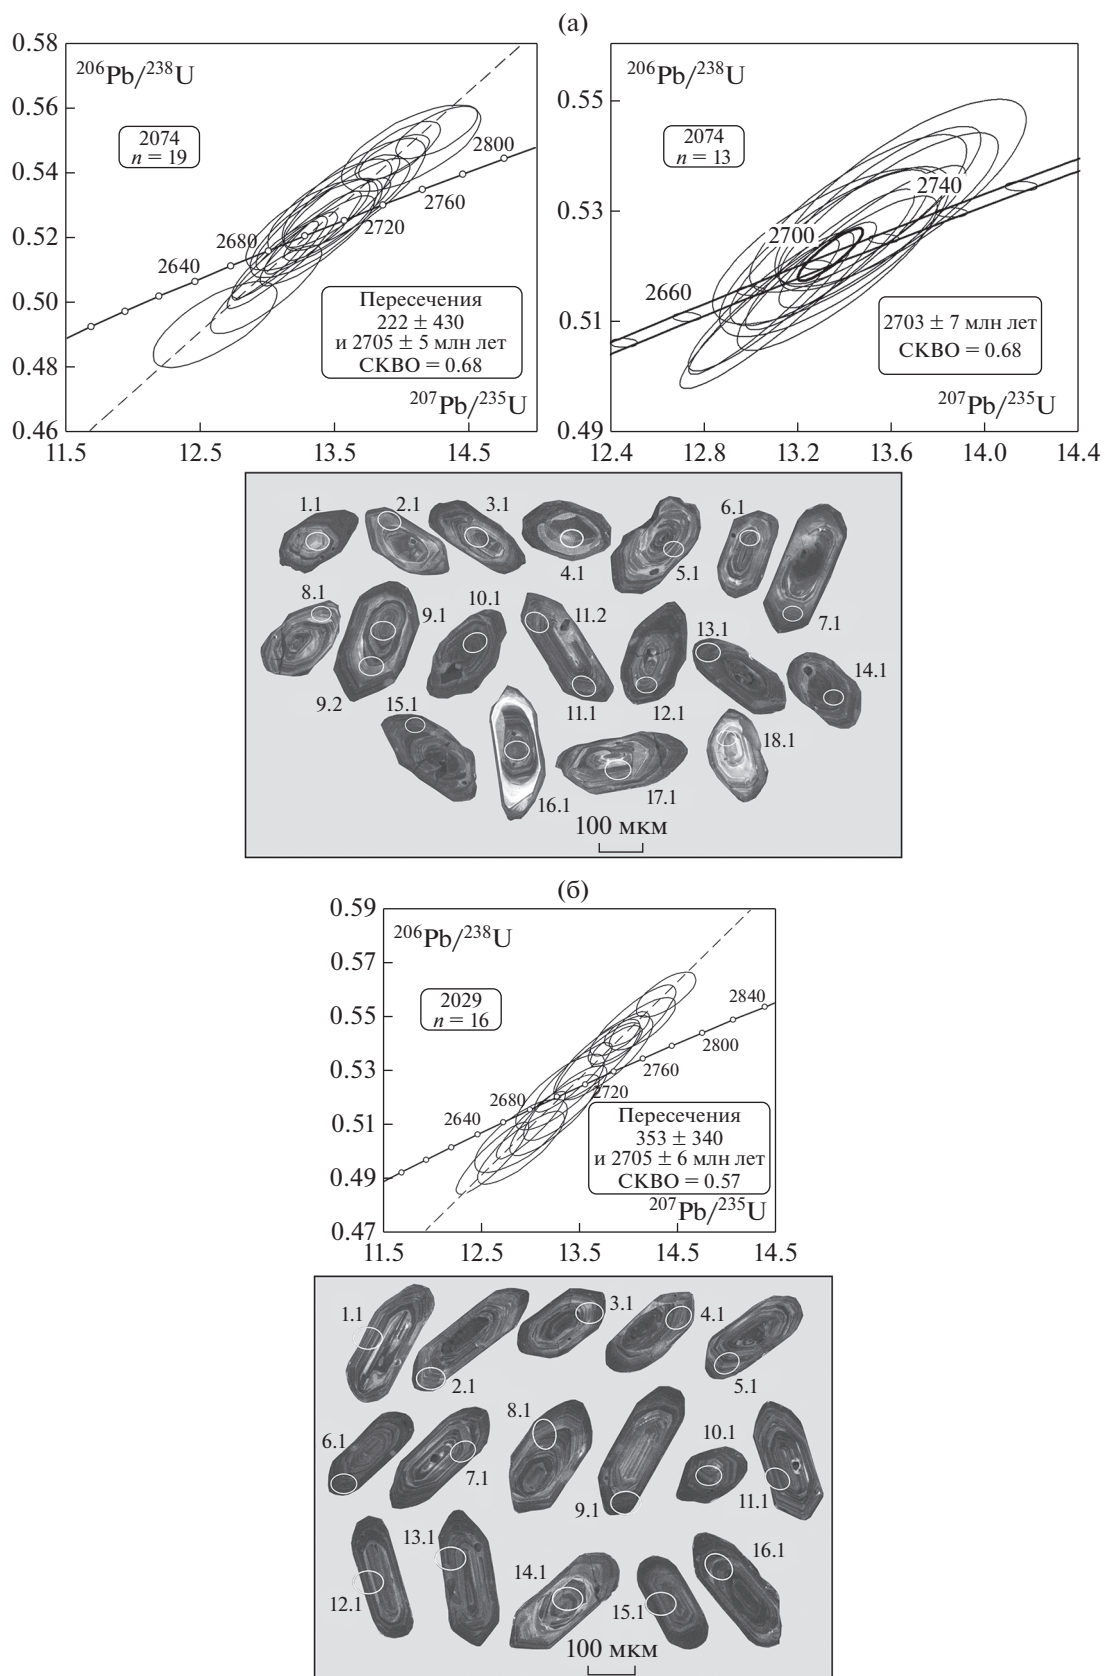 (а)
0.58
0.56
0.54
0.52
0.50
0.48
0.46
206Pb/238U
2074
n = 19
2800
2760
2720
2680
2640
Пересечения
222 ± 430
и 2705 ± 5 млн лет
СКВО = 0.68
207Pb/235U
11.5 12.5 13.5 14.5
0.55
0.53
0.51
0.49
206Pb/238U
2074
n = 13
2740
2700
2660
2703 ± 7 млн лет
СКВО = 0.68
207Pb/235U
12.4 12.8 13.2 13.6 14.0 14.4
1.1 2.1 3.1 4.1 5.1 6.1 7.1
8.1 9.1 9.2 10.1 11.2 11.1 12.1 13.1 14.1
15.1 16.1 17.1 18.1
100 мкм
(б)
0.59
0.57
0.55
0.53
0.51
0.49
0.47
206Pb/238U
2029
n = 16
2840
2800
2760
2720
2680
2640
Пересечения
353 ± 340
и 2705 ± 6 млн лет
СКВО = 0.57
207Pb/235U
11.5 12.5 13.5 14.5 14.5
1.1 2.1 3.1 4.1 5.1
6.1 7.1 8.1 9.1 10.1 11.1
12.1 13.1 14.1 15.1 16.1
100 мкм